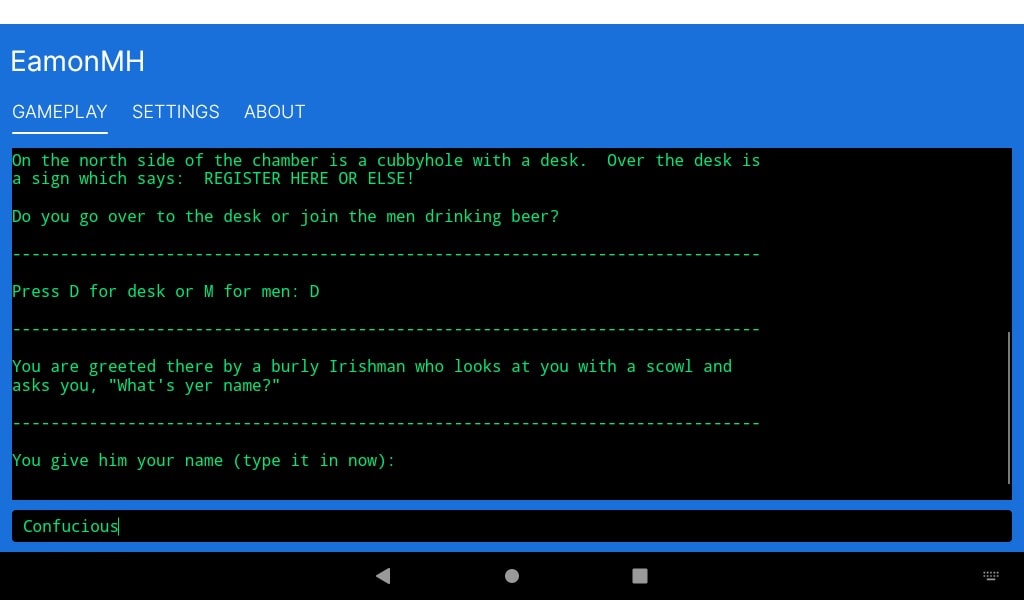 EamonMH
GAMEPLAY SETTINGS ABOUT
On the north side of the chamber is a cubbyhole with a desk.  Over the desk is
a sign which says:  REGISTER HERE OR ELSE!
Do you go over to the desk or join the men drinking beer?
------------------------------------------------------------------------------
Press D for desk or M for men: D
------------------------------------------------------------------------------
You are greeted there by a burly Irishman who looks at you with a scowl and
asks you, "What's yer name?"
------------------------------------------------------------------------------
You give him your name (type it in now):
Confucious